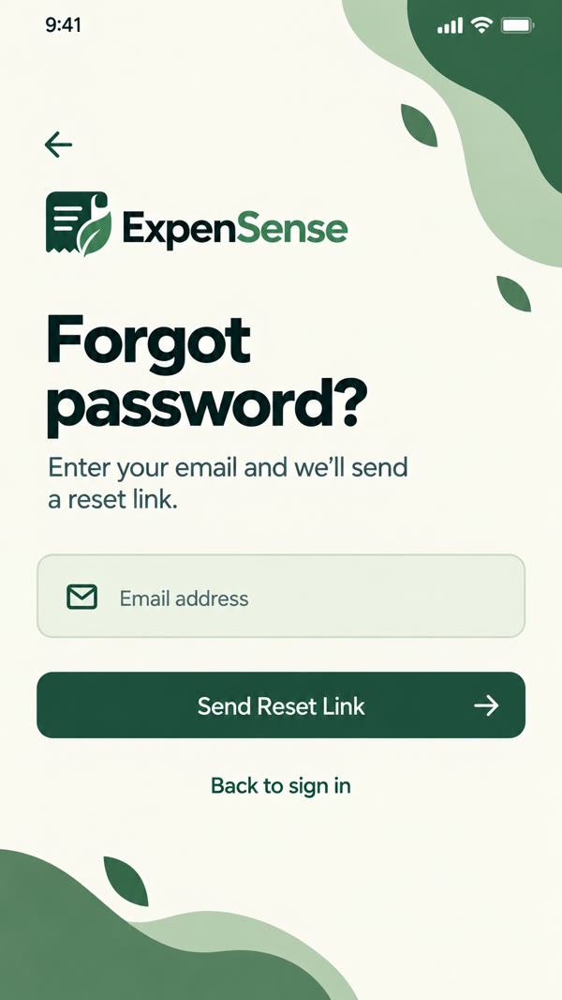 9:41
ExpenSense
Forgot
password?
Enter your email and we’ll send
a reset link.
Email address
Send Reset Link
Back to sign in